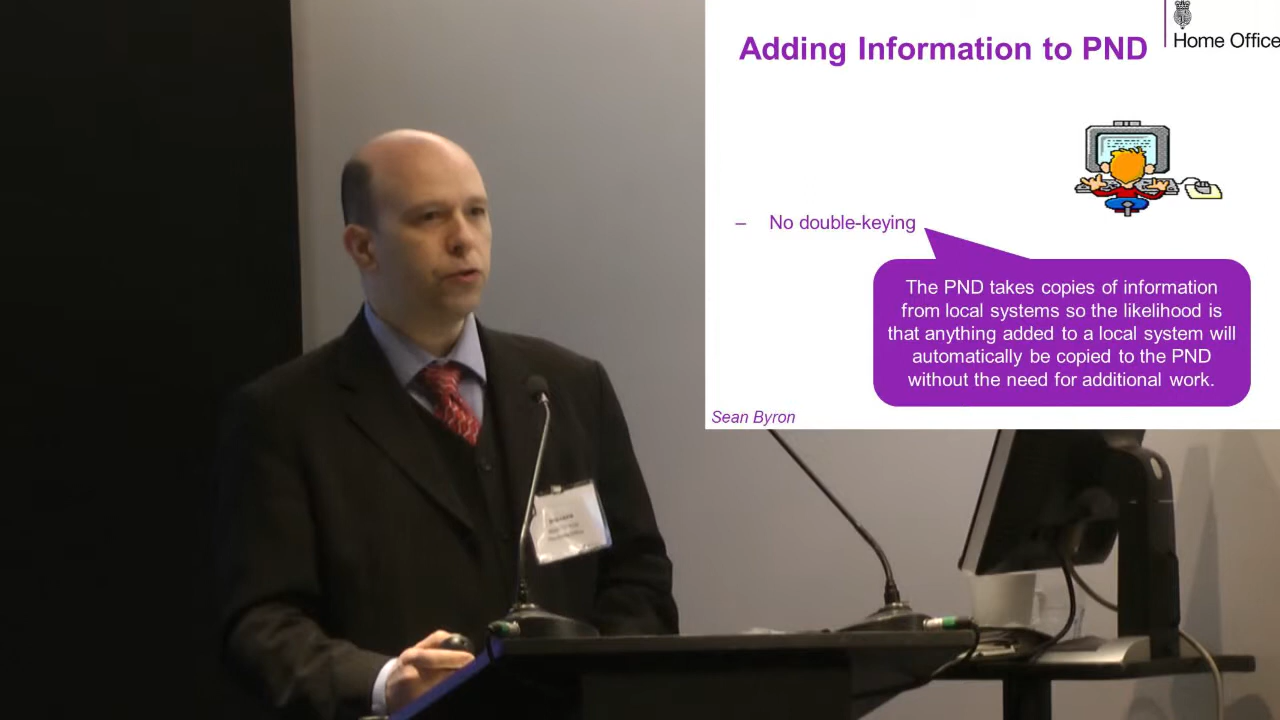 Adding Information to PND
Home Office
– No double-keying
The PND takes copies of information
from local systems so the likelihood is
that anything added to a local system will
automatically be copied to the PND
without the need for additional work.
Sean Byron